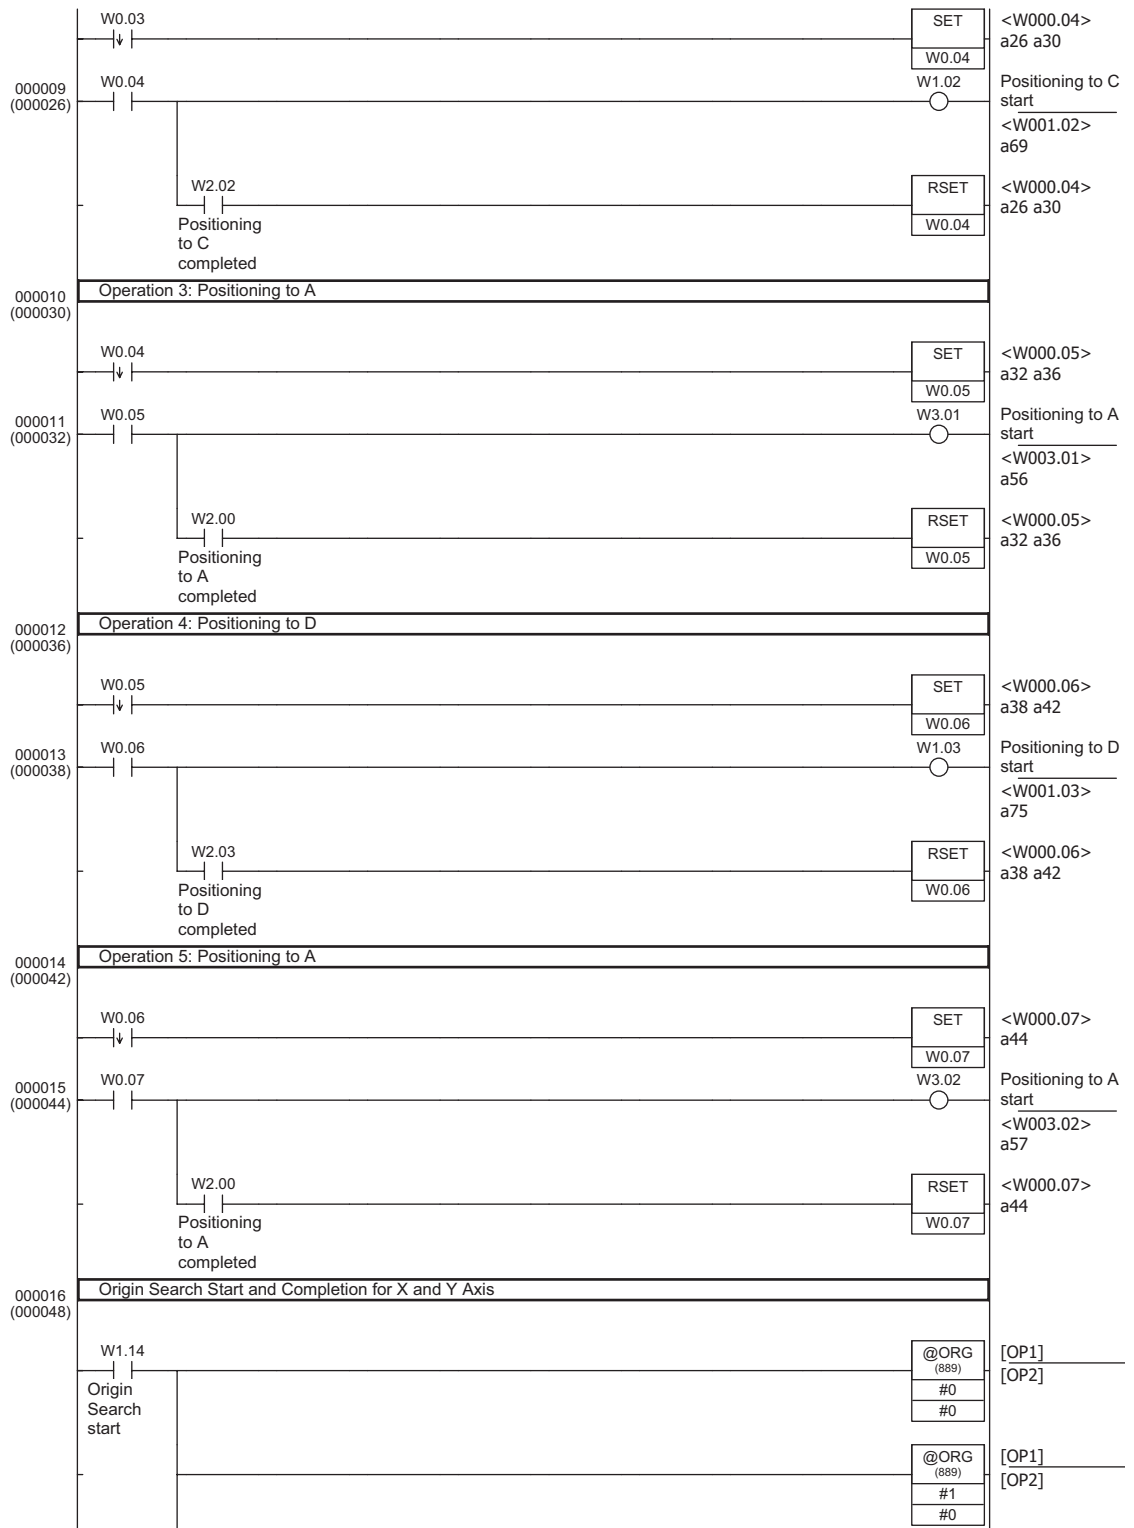 W0.03
SET
W0.04
<W000.04>
a26 a30
000009
(000026)
W0.04
W1.02
Positioning to C
start
<W001.02>
a69
W2.02
Positioning
to C
completed
RSET
W0.04
<W000.04>
a26 a30
000010
(000030)
Operation 3: Positioning to A
W0.04
SET
W0.05
<W000.05>
a32 a36
000011
(000032)
W0.05
W3.01
Positioning to A
start
<W003.01>
a56
W2.00
Positioning
to A
completed
RSET
W0.05
<W000.05>
a32 a36
000012
(000036)
Operation 4: Positioning to D
W0.05
SET
W0.06
<W000.06>
a38 a42
000013
(000038)
W0.06
W1.03
Positioning to D
start
<W001.03>
a75
W2.03
Positioning
to D
completed
RSET
W0.06
<W000.06>
a38 a42
000014
(000042)
Operation 5: Positioning to A
W0.06
SET
W0.07
<W000.07>
a44
000015
(000044)
W0.07
W3.02
Positioning to A
start
<W003.02>
a57
W2.00
Positioning
to A
completed
RSET
W0.07
<W000.07>
a44
000016
(000048)
Origin Search Start and Completion for X and Y Axis
W1.14
Origin
Search
start
@ORG
(889)
#0
#0
[OP1]
[OP2]
@ORG
(889)
#1
#0
[OP1]
[OP2]